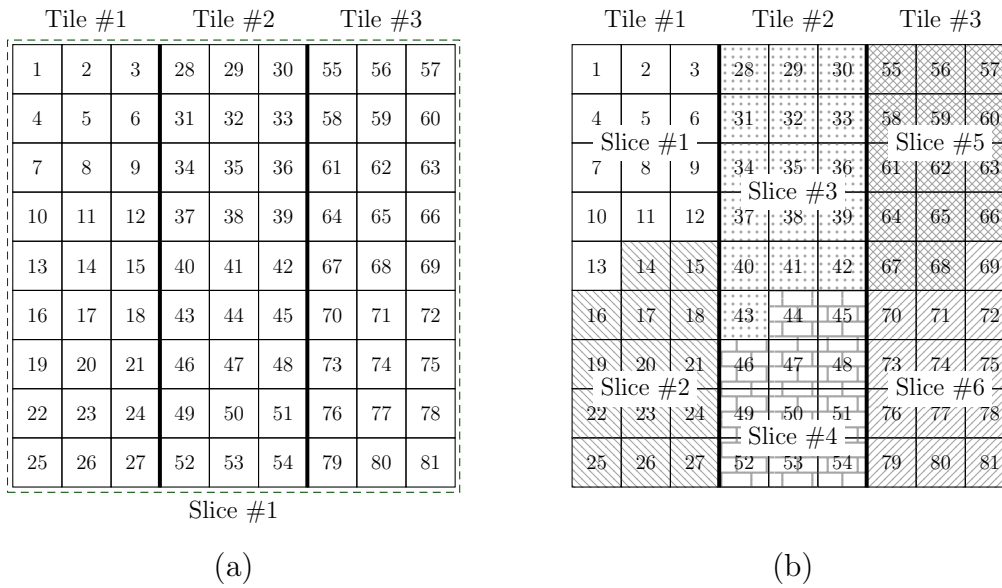 Tile #1 Tile #2 Tile #3
1 2 3 28 29 30 55 56 57
4 5 6 31 32 33 58 59 60
7 8 9 34 35 36 61 62 63
10 11 12 37 38 39 64 65 66
13 14 15 40 41 42 67 68 69
16 17 18 43 44 45 70 71 72
19 20 21 46 47 48 73 74 75
22 23 24 49 50 51 76 77 78
25 26 27 52 53 54 79 80 81
Slice #1
(a)
Tile #1 Tile #2 Tile #3
1 2 3 28 29 30 55 56 57
4 5 6 31 32 33 58 59 60
Slice #1 Slice #5
7 8 9 34 35 36 61 62 63
Slice #3
10 11 12 37 38 39 64 65 66
13 14 15 40 41 42 67 68 69
16 17 18 43 44 45 70 71 72
19 20 21 46 47 48 73 74 75
Slice #2 Slice #6
22 23 24 49 50 51 76 77 78
Slice #4
25 26 27 52 53 54 79 80 81
(b)